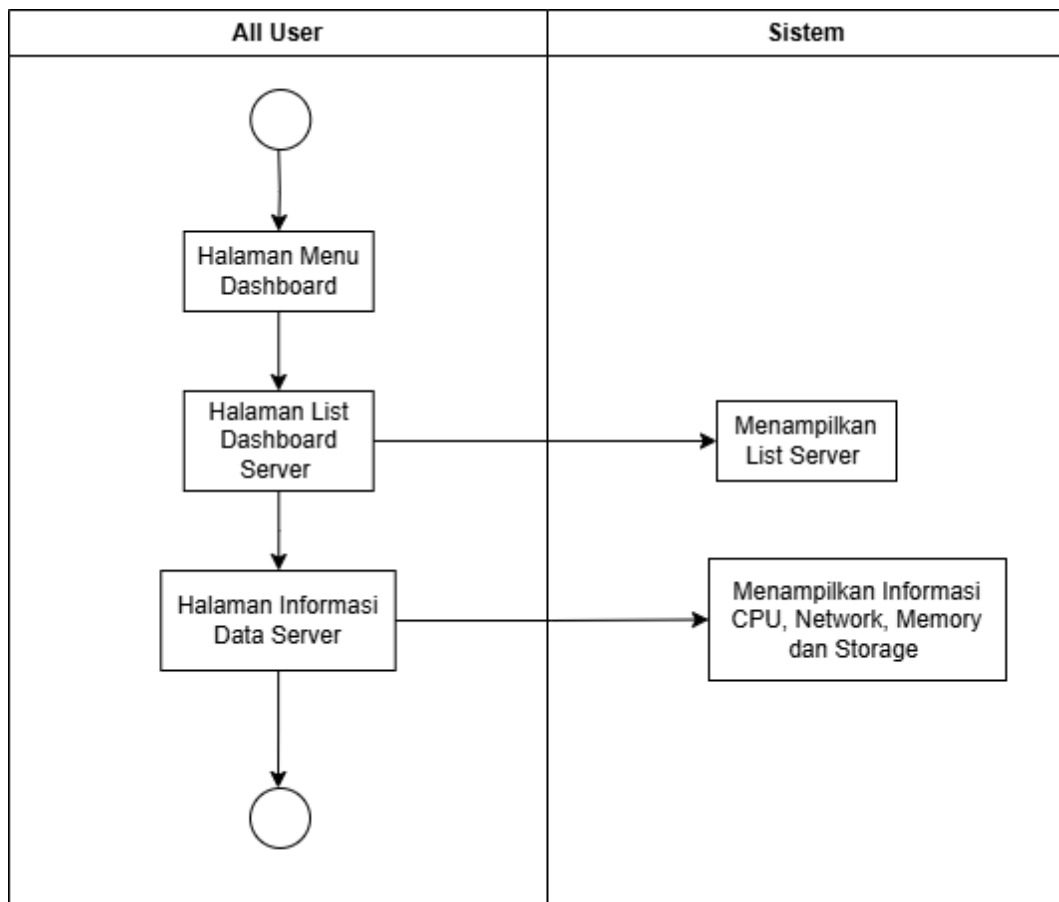 All User
Sistem
Halaman Menu
Dashboard
Halaman List
Dashboard
Server
Menampilkan
List Server
Halaman Informasi
Data Server
Menampilkan Informasi
CPU, Network, Memory
dan Storage